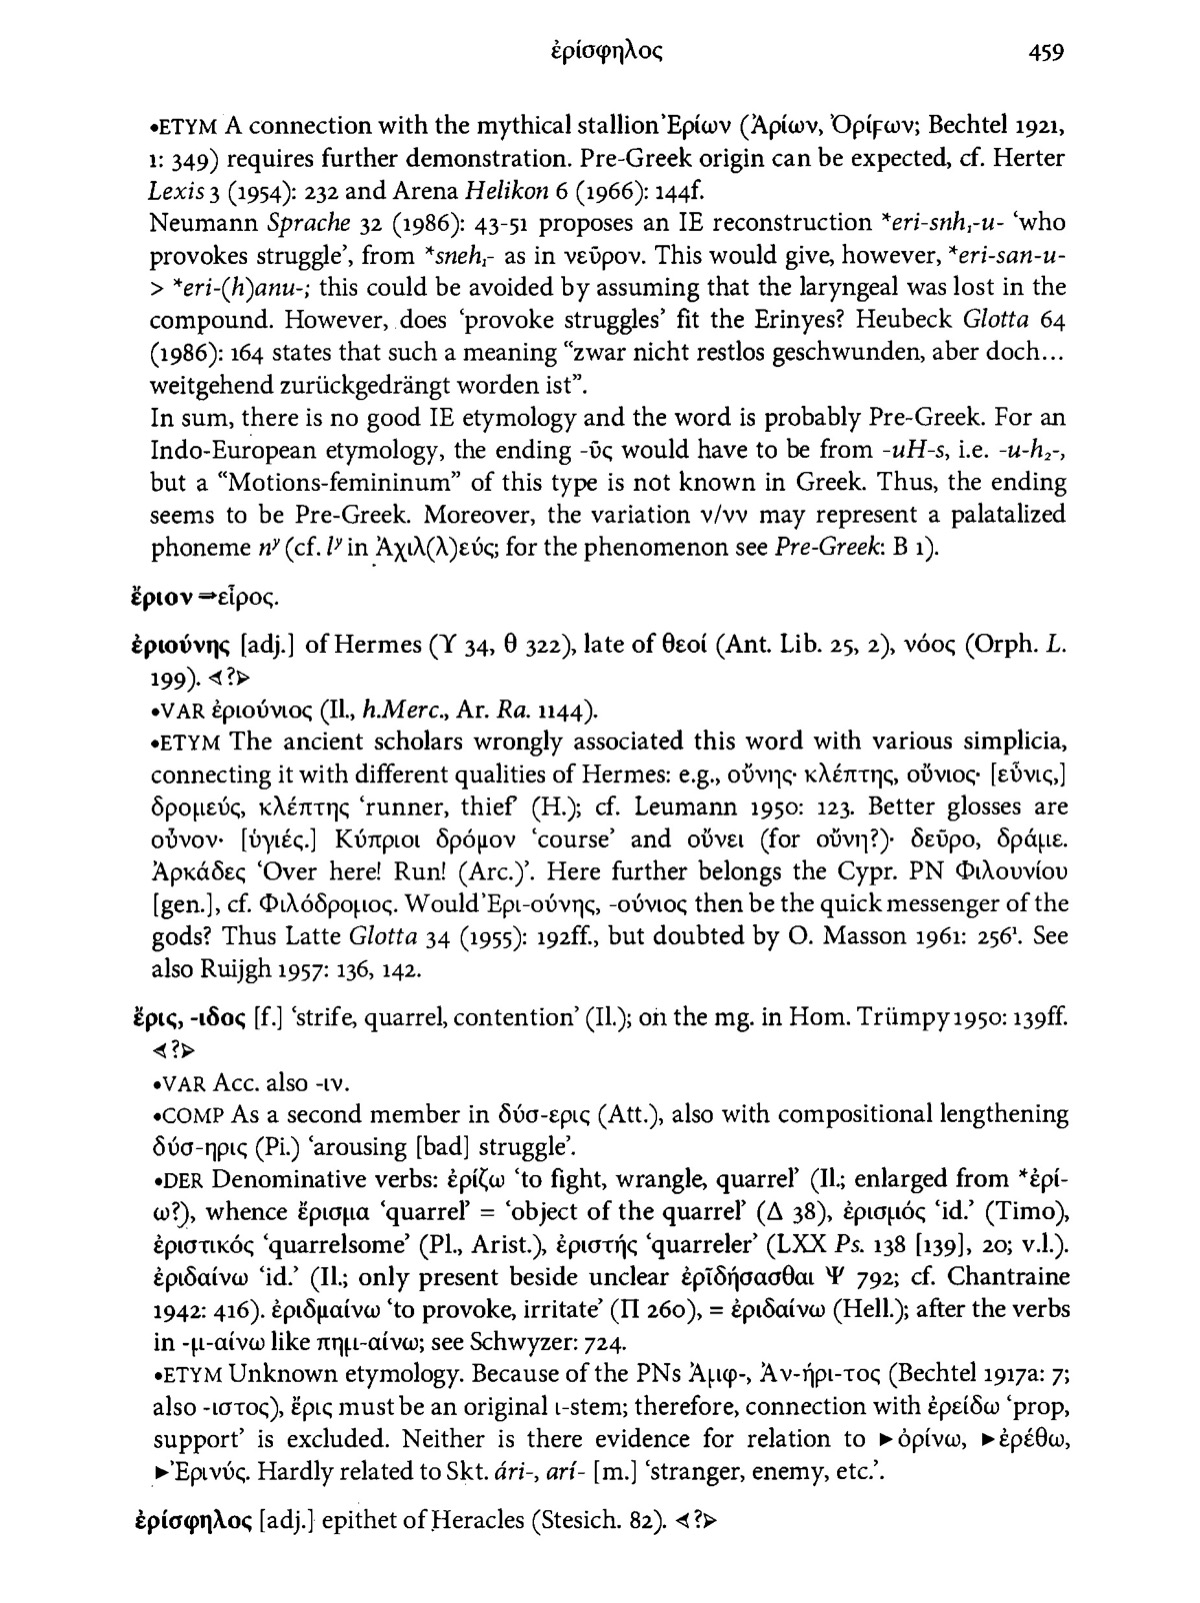 ἐρίσφηλος 459
•ETYM A connection with the mythical stallion Ἐρίων (Ἀρίων, Ὀρίϝων; Bechtel 1921,
1: 349) requires further demonstration. Pre-Greek origin can be expected, cf. Herter
Lexis 3 (1954): 232 and Arena Helikon 6 (1966): 144f.
Neumann Sprache 32 (1986): 43-51 proposes an IE reconstruction *eri-snh₁-u- ‘who
provokes struggle’, from *sneh₁- as in νεῦρον. This would give, however, *eri-san-u-
> *eri-(h)anu-; this could be avoided by assuming that the laryngeal was lost in the
compound. However, does ‘provoke struggles’ fit the Erinyes? Heubeck Glotta 64
(1986): 164 states that such a meaning “zwar nicht restlos geschwunden, aber doch...
weitgehend zurückgedrängt worden ist”.
In sum, there is no good IE etymology and the word is probably Pre-Greek. For an
Indo-European etymology, the ending -ῦς would have to be from -uH-s, i.e. -u-h₂-,
but a “Motions-femininum” of this type is not known in Greek. Thus, the ending
seems to be Pre-Greek. Moreover, the variation ν/νν may represent a palatalized
phoneme nʸ (cf. lʸ in Ἀχιλ(λ)εύς; for the phenomenon see Pre-Greek: B 1).
ἔριον ⇒εἶρος.
ἐριούνης [adj.] of Hermes (Υ 34, θ 322), late of θεοί (Ant. Lib. 25, 2), νόος (Orph. L.
199). ⊲?⊳
•VAR ἐριούνιος (Il., h.Merc., Ar. Ra. 1144).
•ETYM The ancient scholars wrongly associated this word with various simplicia,
connecting it with different qualities of Hermes: e.g., οὔνης· κλέπτης, οὔνιος· [εὖνις,]
δρομεύς, κλέπτης ‘runner, thief’ (H.); cf. Leumann 1950: 123. Better glosses are
οὖνον· [ὑγιές.] Κύπριοι δρόμον ‘course’ and οὔνει (for οὔνη?)· δεῦρο, δράμε.
Ἀρκάδες ‘Over here! Run! (Arc.)’. Here further belongs the Cypr. PN Φιλουνίου
[gen.], cf. Φιλόδρομος. Would Ἐρι-ούνης, -ούνιος then be the quick messenger of the
gods? Thus Latte Glotta 34 (1955): 192ff., but doubted by O. Masson 1961: 256¹. See
also Ruijgh 1957: 136, 142.
ἔρις, -ιδος [f.] ‘strife, quarrel, contention’ (Il.); on the mg. in Hom. Trümpy 1950: 139ff.
⊲?⊳
•VAR Acc. also -ιν.
•COMP As a second member in δύσ-ερις (Att.), also with compositional lengthening
δύσ-ηρις (Pi.) ‘arousing [bad] struggle’.
•DER Denominative verbs: ἐρίζω ‘to fight, wrangle, quarrel’ (Il.; enlarged from *ἐρί-
ω?), whence ἔρισμα ‘quarrel’ = ‘object of the quarrel’ (Δ 38), ἐρισμός ‘id.’ (Timo),
ἐριστικός ‘quarrelsome’ (Pl., Arist.), ἐριστής ‘quarreler’ (LXX Ps. 138 [139], 20; v.l.).
ἐριδαίνω ‘id.’ (Il.; only present beside unclear ἐρῑδήσασθαι Ψ 792; cf. Chantraine
1942: 416). ἐριδμαίνω ‘to provoke, irritate’ (Π 260), = ἐριδαίνω (Hell.); after the verbs
in -μ-αίνω like πημ-αίνω; see Schwyzer: 724.
•ETYM Unknown etymology. Because of the PNs Ἀμφ-, Ἀν-ήρι-τος (Bechtel 1917a: 7;
also -ιστος), ἔρις must be an original ι-stem; therefore, connection with ἐρείδω ‘prop,
support’ is excluded. Neither is there evidence for relation to ►ὀρίνω, ►ἐρέθω,
►Ἐρινύς. Hardly related to Skt. ári-, arí- [m.] ‘stranger, enemy, etc.’.
ἐρίσφηλος [adj.] epithet of Heracles (Stesich. 82). ⊲?⊳